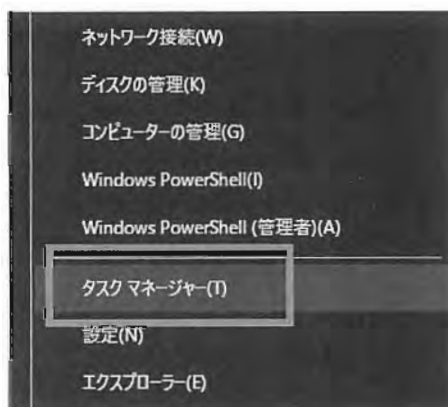 ネットワーク接続(W)
ディスクの管理(K)
コンピューターの管理(G)
Windows PowerShell(I)
Windows PowerShell (管理者)(A)
タスク マネージャー(T)
設定(N)
エクスプローラー(E)